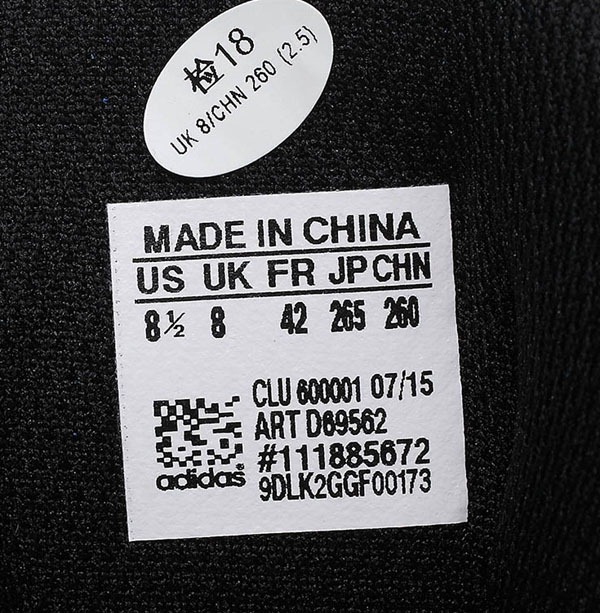 检18
UK 8/CHN 260 (2.5)
MADE IN CHINA
US UK FR JP CHN
8½ 8 42 265 260
CLU 600001 07/15
ART D69562
#111885672
adidas 9DLK2GGF00173